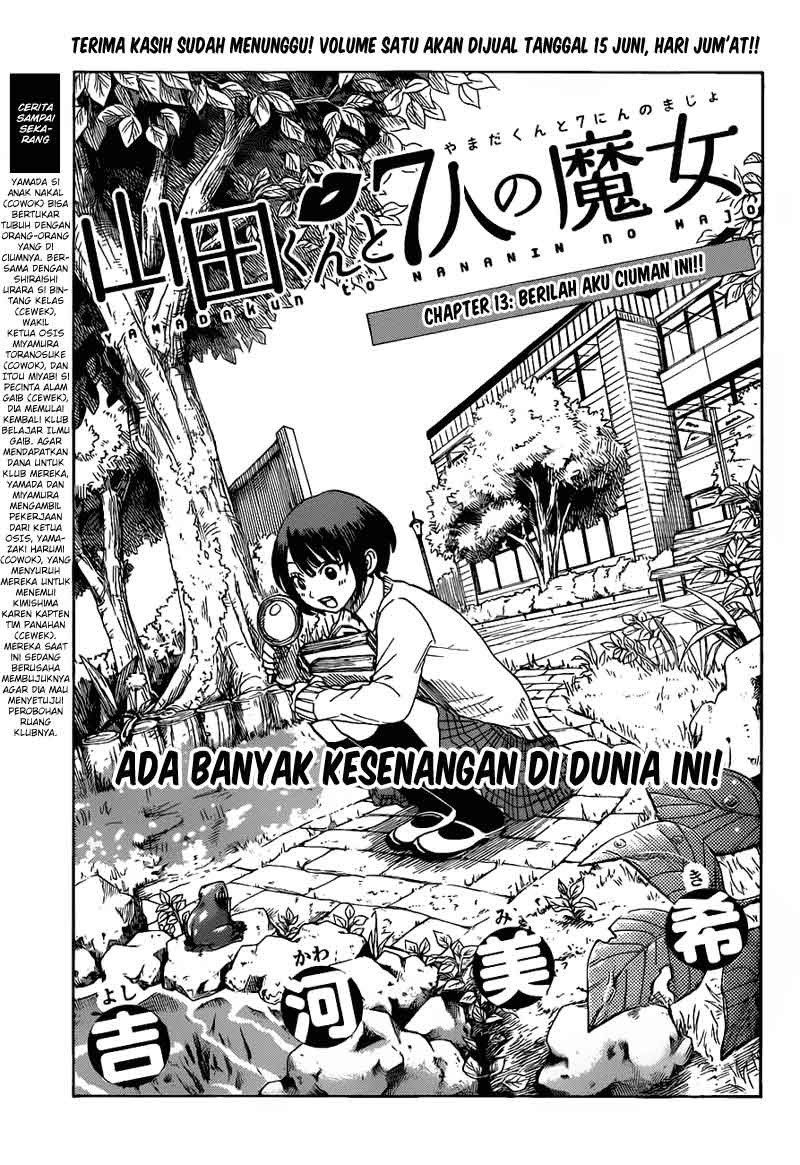 TERIMA KASIH SUDAH MENUNGGU! VOLUME SATU AKAN DIJUAL TANGGAL 15 JUNI, HARI JUM'AT!!
CERITA
SAMPAI
SEKA-
RANG
YAMADA SI
ANAK NAKAL
(COWOK) BISA
BERTUKAR
TUBUH DENGAN
ORANG-ORANG
YANG DI
CIUMNYA. BER-
SAMA DENGAN
SHIRAISHI
URARA SI BIN-
TANG KELAS
(CEWEK),
WAKIL
KETUA OSIS
MIYAMURA
TORANOSUKE
(COWOK), DAN
ITOU MIYABI SI
PECINTA ALAM
GAIB (CEWEK),
DIA MEMULAI
KEMBALI KLUB
BELAJAR ILMU
GAIB. AGAR
MENDAPATKAN
DANA UNTUK
KLUB MEREKA,
YAMADA DAN
MIYAMURA
MENGAMBIL
PEKERJAAN
DARI KETUA
OSIS, YAMA-
ZAKI HARUMI
(COWOK), YANG
MENYURUH
MEREKA UNTUK
MENEMUI
KIMISHIMA
KAREN KAPTEN
TIM PANAHAN
(CEWEK).
MEREKA SAAT
INI SEDANG
BERUSAHA
MEMBUJUKNYA
AGAR DIA MAU
MENYETUJUI
PEROBOHAN
RUANG
KLUBNYA.
やまだくんと7にんのまじょ
山田くんと7人の魔女
YAMADAKUN to NANANIN no MAJO
CHAPTER 13: BERILAH AKU CIUMAN INI!!
ADA BANYAK KESENANGAN DI DUNIA INI!
よし かわ み き
吉河美希